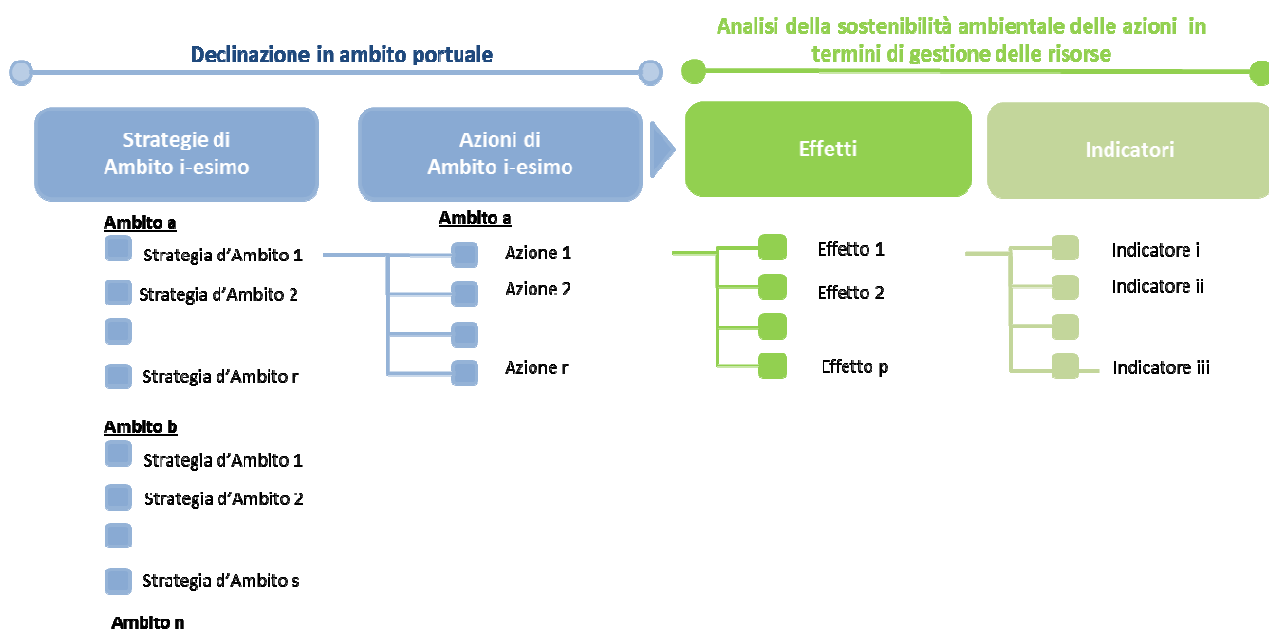 Declinazione in ambito portuale
Analisi della sostenibilità ambientale delle azioni in
termini di gestione delle risorse
Strategie di
Ambito i-esimo
Azioni di
Ambito i-esimo
Effetti
Indicatori
Ambito a
Strategia d'Ambito 1
Strategia d'Ambito 2
Strategia d'Ambito r
Ambito b
Strategia d'Ambito 1
Strategia d'Ambito 2
Strategia d'Ambito s
Ambito n
Ambito a
Azione 1
Azione 2
Azione r
Effetto 1
Effetto 2
Effetto p
Indicatore i
Indicatore ii
Indicatore iii